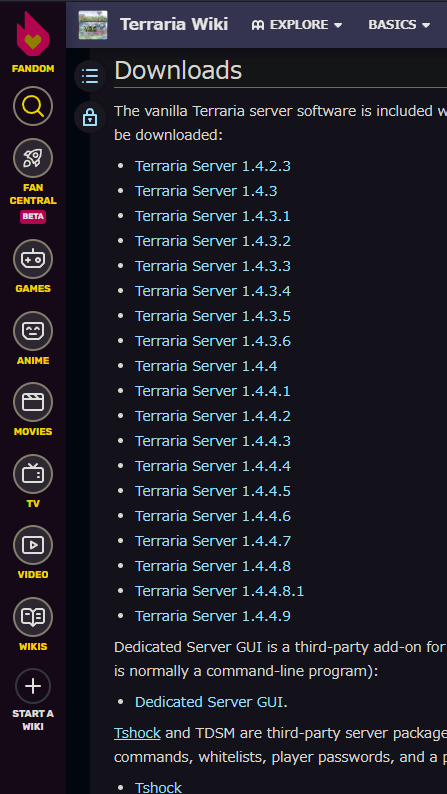 Terraria Wiki
EXPLORE
BASICS
FANDOM
FAN
CENTRAL
BETA
GAMES
ANIME
MOVIES
TV
VIDEO
WIKIS
START A
WIKI
Downloads
The vanilla Terraria server software is included
be downloaded:
• Terraria Server 1.4.2.3
• Terraria Server 1.4.3
• Terraria Server 1.4.3.1
• Terraria Server 1.4.3.2
• Terraria Server 1.4.3.3
• Terraria Server 1.4.3.4
• Terraria Server 1.4.3.5
• Terraria Server 1.4.3.6
• Terraria Server 1.4.4
• Terraria Server 1.4.4.1
• Terraria Server 1.4.4.2
• Terraria Server 1.4.4.3
• Terraria Server 1.4.4.4
• Terraria Server 1.4.4.5
• Terraria Server 1.4.4.6
• Terraria Server 1.4.4.7
• Terraria Server 1.4.4.8
• Terraria Server 1.4.4.8.1
• Terraria Server 1.4.4.9
Dedicated Server GUI is a third-party add-on for
is normally a command-line program):
• Dedicated Server GUI.
Tshock and TDSM are third-party server package
commands, whitelists, player passwords, and a
• Tshock